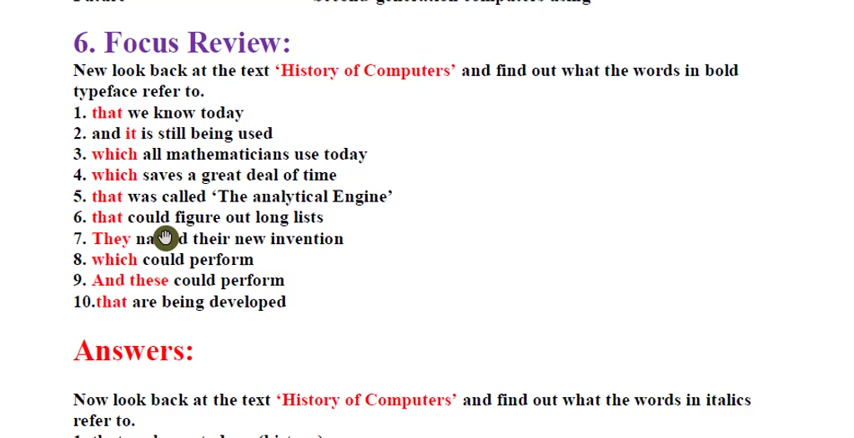 6. Focus Review:
New look back at the text ‘History of Computers’ and find out what the words in bold
typeface refer to.
1. that we know today
2. and it is still being used
3. which all mathematicians use today
4. which saves a great deal of time
5. that was called ‘The analytical Engine’
6. that could figure out long lists
7. They their new invention
8. which could perform
9. And these could perform
10.that are being developed
Answers:
Now look back at the text ‘History of Computers’ and find out what the words in italics
refer to.